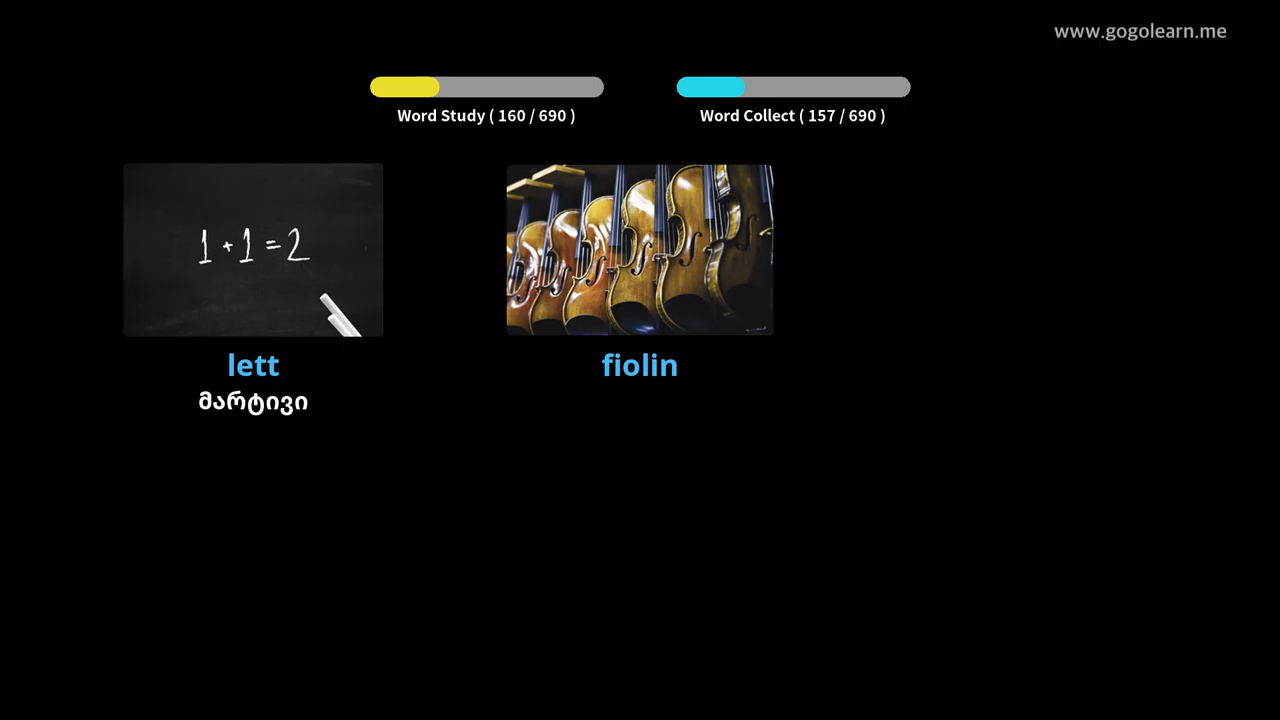 www.gogolearn.me
Word Study ( 160 / 690 )
Word Collect ( 157 / 690 )
1 + 1 = 2
lett
მარტივი
fiolin